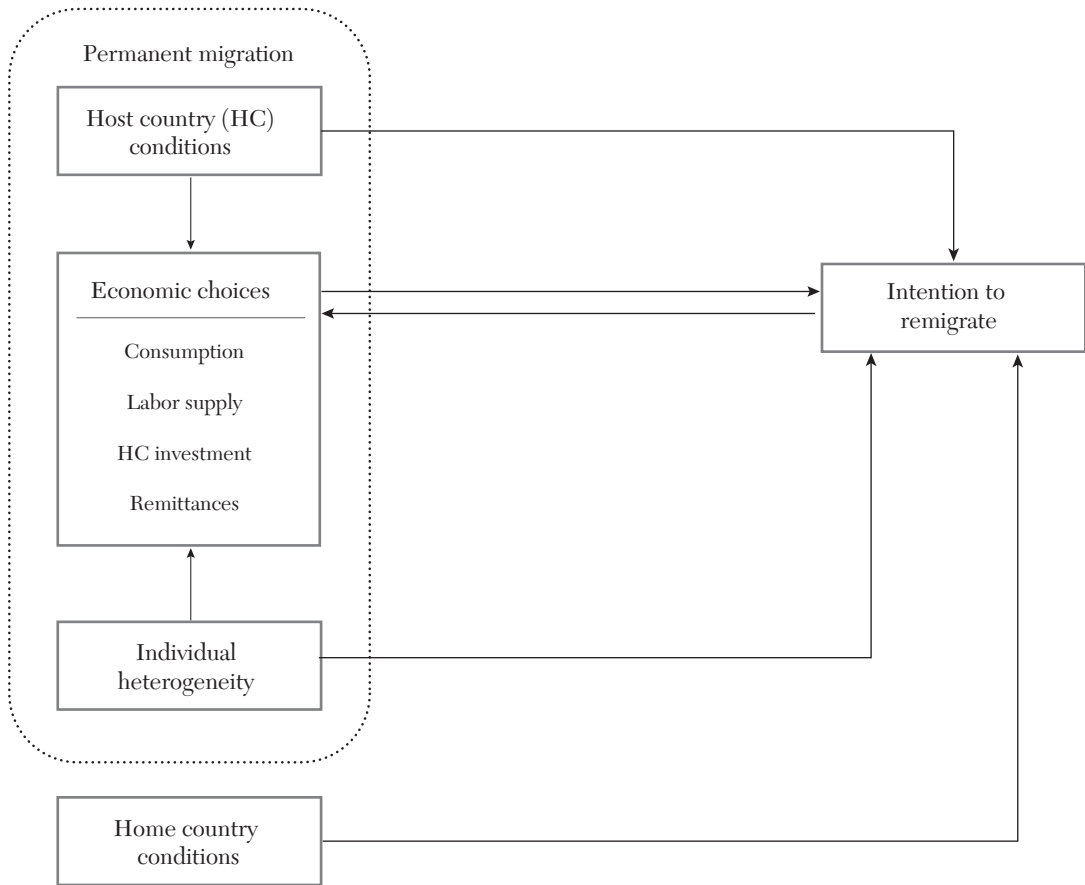 Permanent migration
Host country (HC)
conditions
Economic choices
Consumption
Labor supply
HC investment
Remittances
Intention to
remigrate
Individual
heterogeneity
Home country
conditions